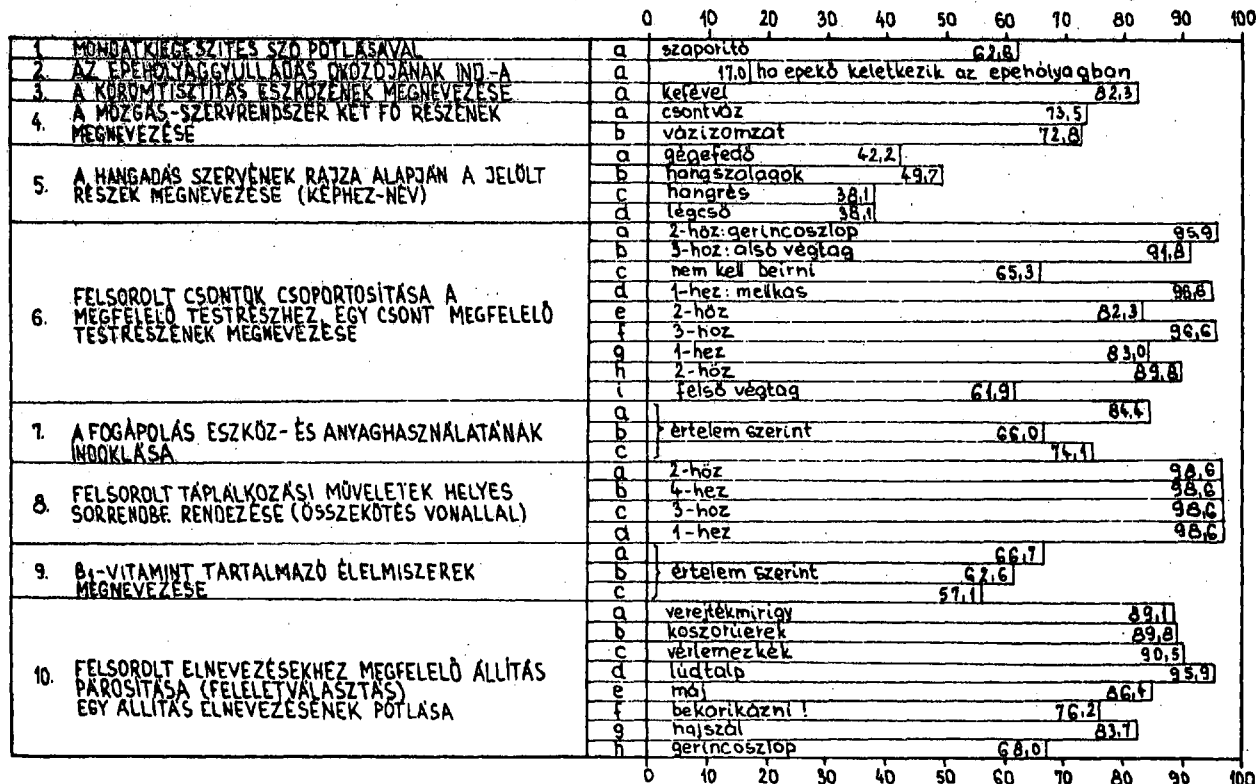 0 10 20 30 40 50 60 70 80 90 100
1. MONDATKIEGÉSZÍTÉS SZÓ PÓTLÁSÁVAL
a szaporító 62,6
2. AZ EPEHÓLYAGGYULLADÁS OKOZÓJÁNAK IND.-A
a 17.0 ha epekő keletkezik az epehólyagban
3. A KÖRÖMTISZTÍTÁS ESZKÖZÉNEK MEGNEVEZÉSE
a kefével 82,3
4. A MOZGÁS-SZERVRENDSZER KÉT FŐ RÉSZÉNEK
MEGNEVEZÉSE
a csontváz 73,5
b vázizomzat 72,8
5. A HANGADÁS SZERVÉNEK RAJZA ALAPJÁN A JELÖLT
RÉSZEK MEGNEVEZÉSE (KÉPHEZ-NÉV)
a gégefedő 42,2
b hangszalagok 49,7
c hangrés 38,1
d légcső 38,1
6. FELSOROLT CSONTOK CSOPORTOSÍTÁSA A
MEGFELELŐ TESTRÉSZHEZ, EGY CSONT MEGFELELŐ
TESTRÉSZÉNEK MEGNEVEZÉSE
a 2-höz: gerincoszlop 95,9
b 3-hoz: alsó végtag 91,8
c nem kell beírni 65,3
d 1-hez: mellkas
e 2-höz 82,3
f 3-hoz 96,6
g 1-hez 83,0
h 2-höz 89,8
i felső végtag 61,9
7. A FOGÁPOLÁS ESZKÖZ- ÉS ANYAGHASZNÁLATÁNAK
INDOKLÁSA
a 84,4
b értelem szerint 66,0
c 74,1
8. FELSOROLT TÁPLÁLKOZÁSI MŰVELETEK HELYES
SORRENDBE RENDEZÉSE (ÖSSZEKÖTÉS VONALLAL)
a 2-höz 98,6
b 4-hez 98,6
c 3-hoz 98,6
d 1-hez 98,6
9. B₁-VITAMINT TARTALMAZÓ ÉLELMISZEREK
MEGNEVEZÉSE
a 66,7
b értelem szerint 62,6
c 57,1
10. FELSOROLT ELNEVEZÉSEKHEZ MEGFELELŐ ÁLLÍTÁS
PÁROSÍTÁSA (FELELETVÁLASZTÁS)
EGY ÁLLÍTÁS ELNEVEZÉSÉNEK PÓTLÁSA
a verejtékmirigy 89,1
b koszorúerek 89,8
c vérlemezkék 90,5
d lúdtalp 95,9
e máj 86,4
f bekarikázni! 76,2
g hajszál 83,7
h gerincoszlop 68,0
0 10 20 30 40 50 60 70 80 90 100